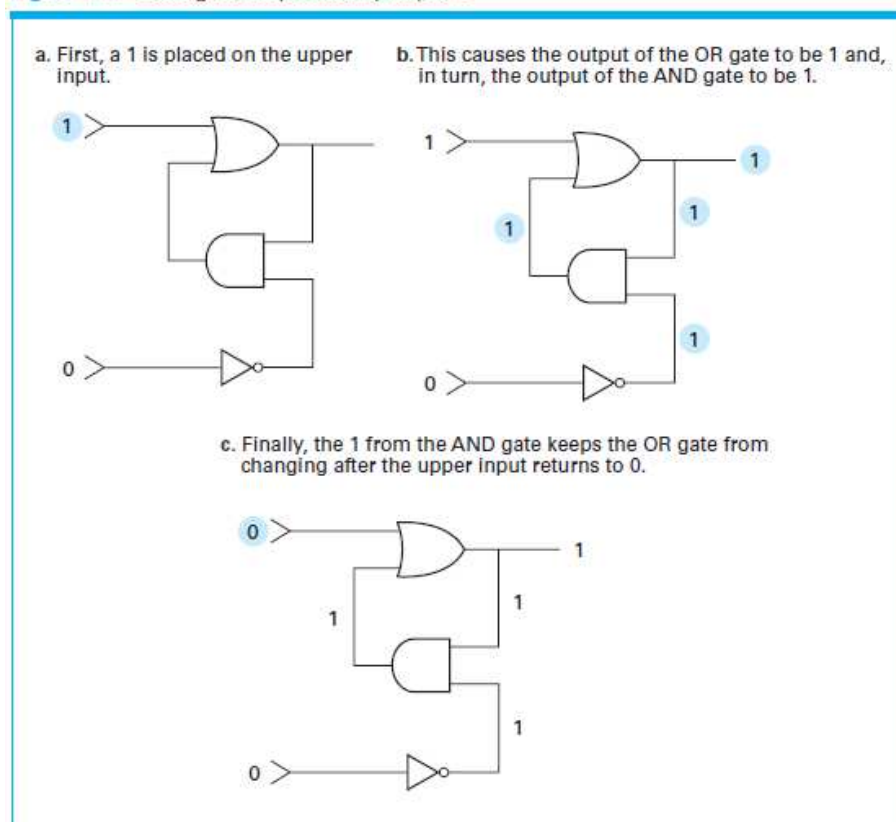 a. First, a 1 is placed on the upper
input.
b. This causes the output of the OR gate to be 1 and,
in turn, the output of the AND gate to be 1.
1
0
1
1
1
1
1
0
c. Finally, the 1 from the AND gate keeps the OR gate from
changing after the upper input returns to 0.
0
1
1
1
1
0